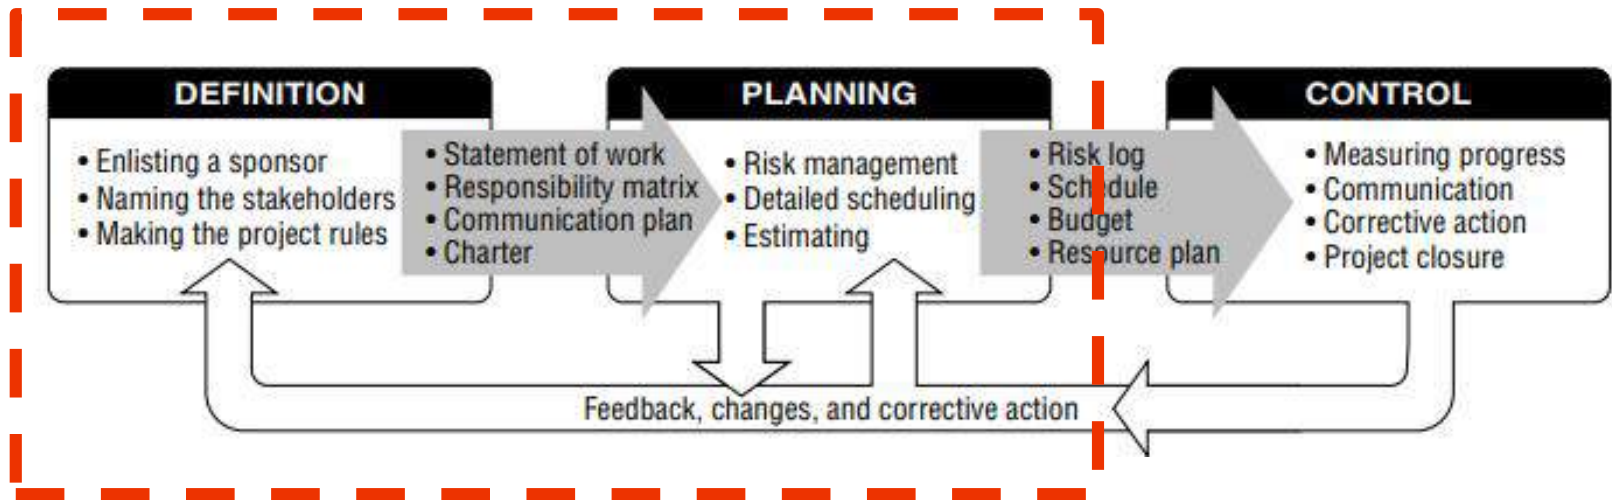 DEFINITION
• Enlisting a sponsor
• Naming the stakeholders
• Making the project rules
• Statement of work
• Responsibility matrix
• Communication plan
• Charter
PLANNING
• Risk management
• Detailed scheduling
• Estimating
• Risk log
• Schedule
• Budget
• Resource plan
CONTROL
• Measuring progress
• Communication
• Corrective action
• Project closure
Feedback, changes, and corrective action